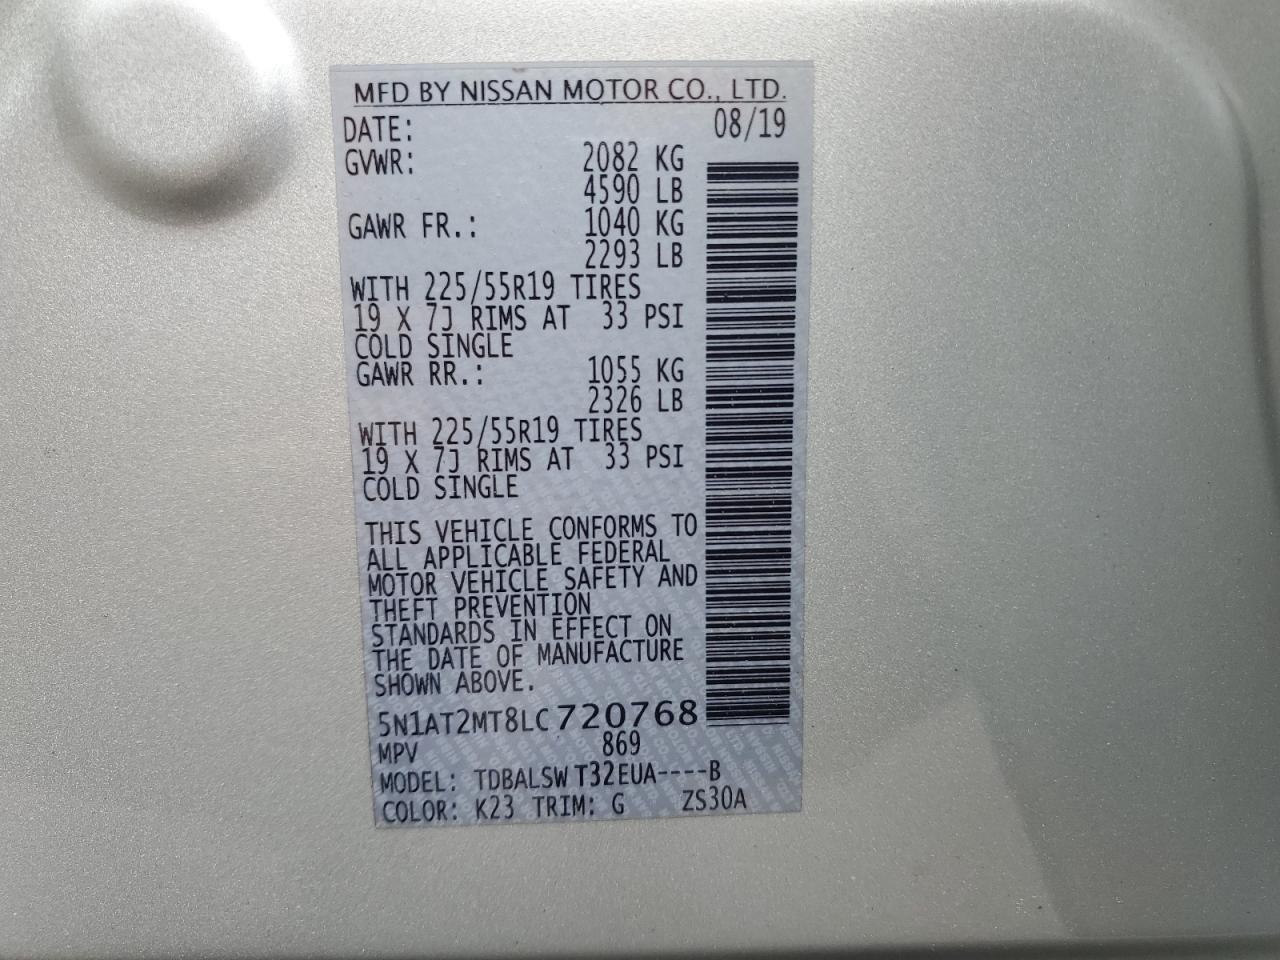 MFD BY NISSAN MOTOR CO., LTD.
DATE: 08/19
GVWR: 2082 KG
4590 LB
GAWR FR.: 1040 KG
2293 LB
WITH 225/55R19 TIRES
19 X 7J RIMS AT 33 PSI
COLD SINGLE
GAWR RR.: 1055 KG
2326 LB
WITH 225/55R19 TIRES
19 X 7J RIMS AT 33 PSI
COLD SINGLE
THIS VEHICLE CONFORMS TO
ALL APPLICABLE FEDERAL
MOTOR VEHICLE SAFETY AND
THEFT PREVENTION
STANDARDS IN EFFECT ON
THE DATE OF MANUFACTURE
SHOWN ABOVE.
5N1AT2MT8LC720768
MPV 869
MODEL: TDBALSW T32EUA----B
COLOR: K23 TRIM: G ZS30A